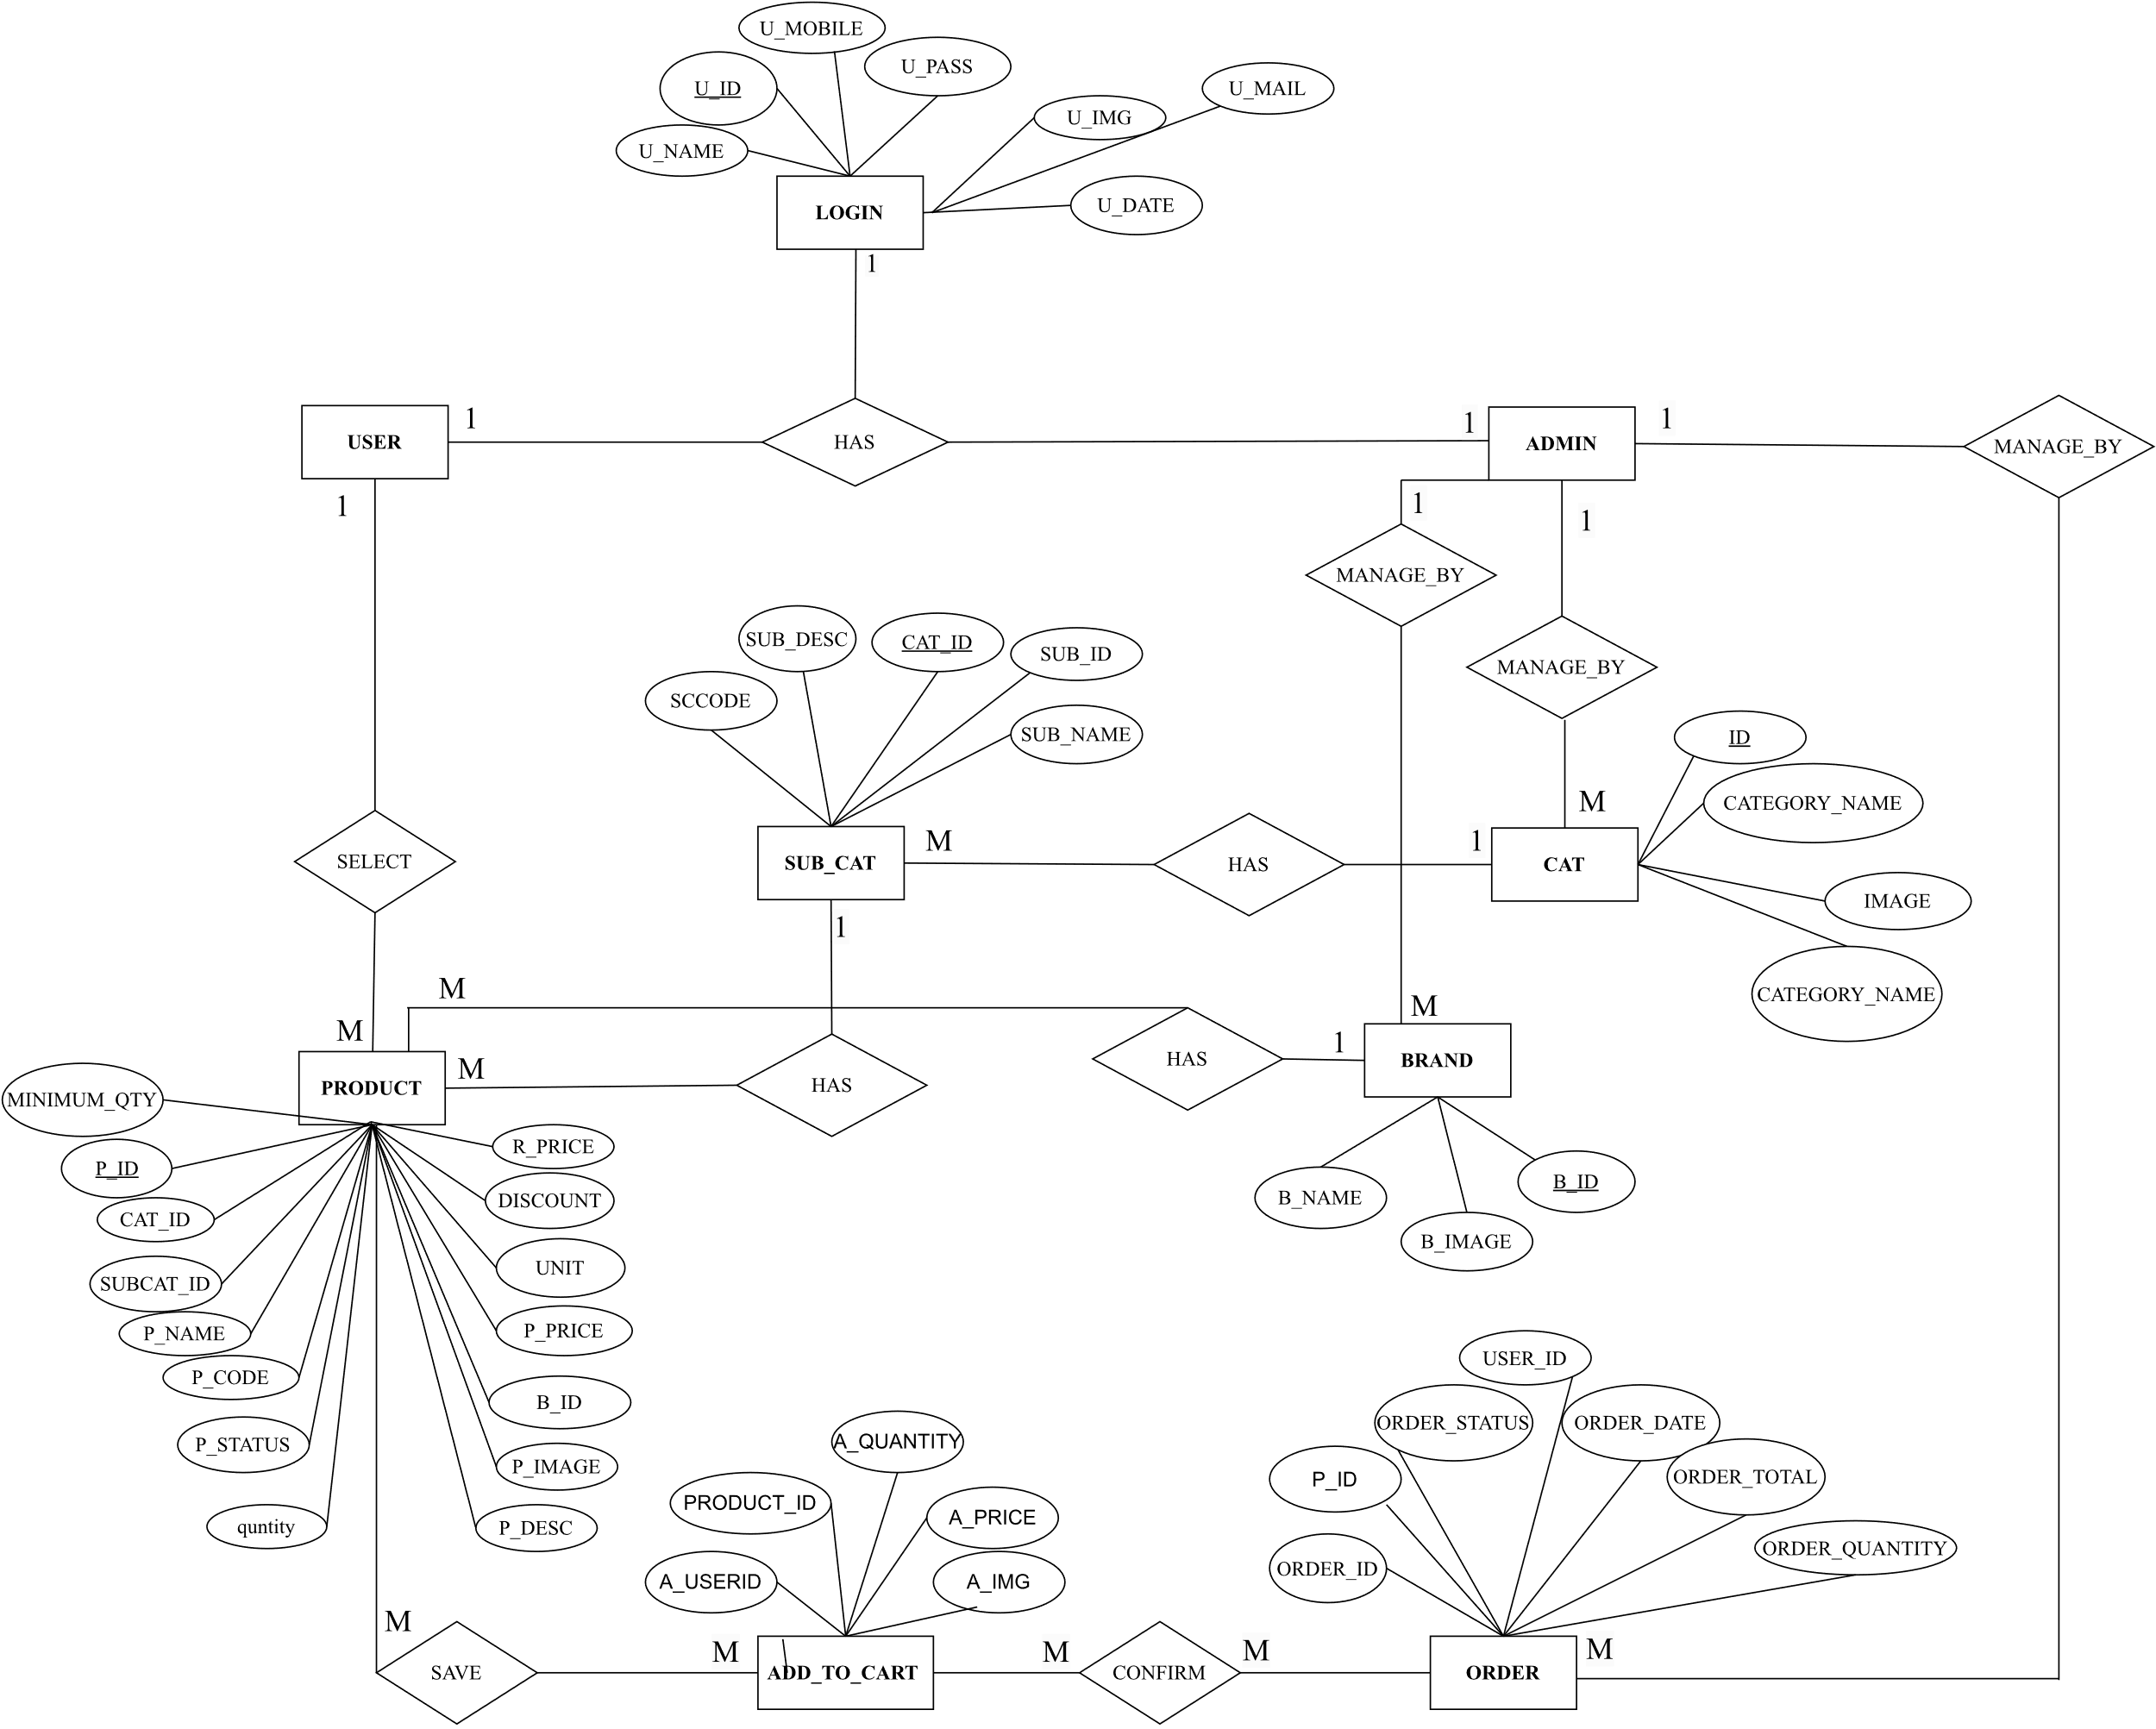 U_MOBILE
U_PASS
U_ID
U_MAIL
U_IMG
U_NAME
U_DATE
LOGIN
1
USER
1
HAS
1
ADMIN
1
MANAGE_BY
1
1
1
MANAGE_BY
SUB_DESC
CAT_ID
SUB_ID
MANAGE_BY
SCCODE
SUB_NAME
ID
CATEGORY_NAME
M
SELECT
SUB_CAT
M
HAS
1
CAT
IMAGE
1
M
CATEGORY_NAME
M
M
M
HAS
HAS
1
BRAND
PRODUCT
M
MINIMUM_QTY
R_PRICE
P_ID
DISCOUNT
B_NAME
B_ID
CAT_ID
B_IMAGE
UNIT
SUBCAT_ID
P_NAME
P_PRICE
USER_ID
P_CODE
B_ID
ORDER_STATUS
ORDER_DATE
P_STATUS
A_QUANTITY
P_IMAGE
P_ID
ORDER_TOTAL
PRODUCT_ID
A_PRICE
quntity
P_DESC
ORDER_QUANTITY
A_USERID
A_IMG
ORDER_ID
M
M
M
M
M
SAVE
ADD_TO_CART
CONFIRM
ORDER